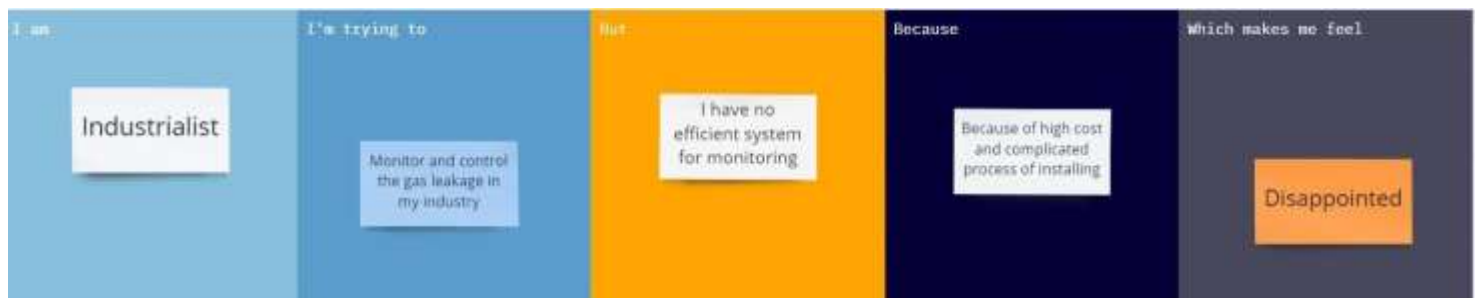 I am
Industrialist
I'm trying to
Monitor and control
the gas leakage in
my industry
But
I have no
efficient system
for monitoring
Because
Because of high cost
and complicated
process of installing
Which makes me feel
Disappointed